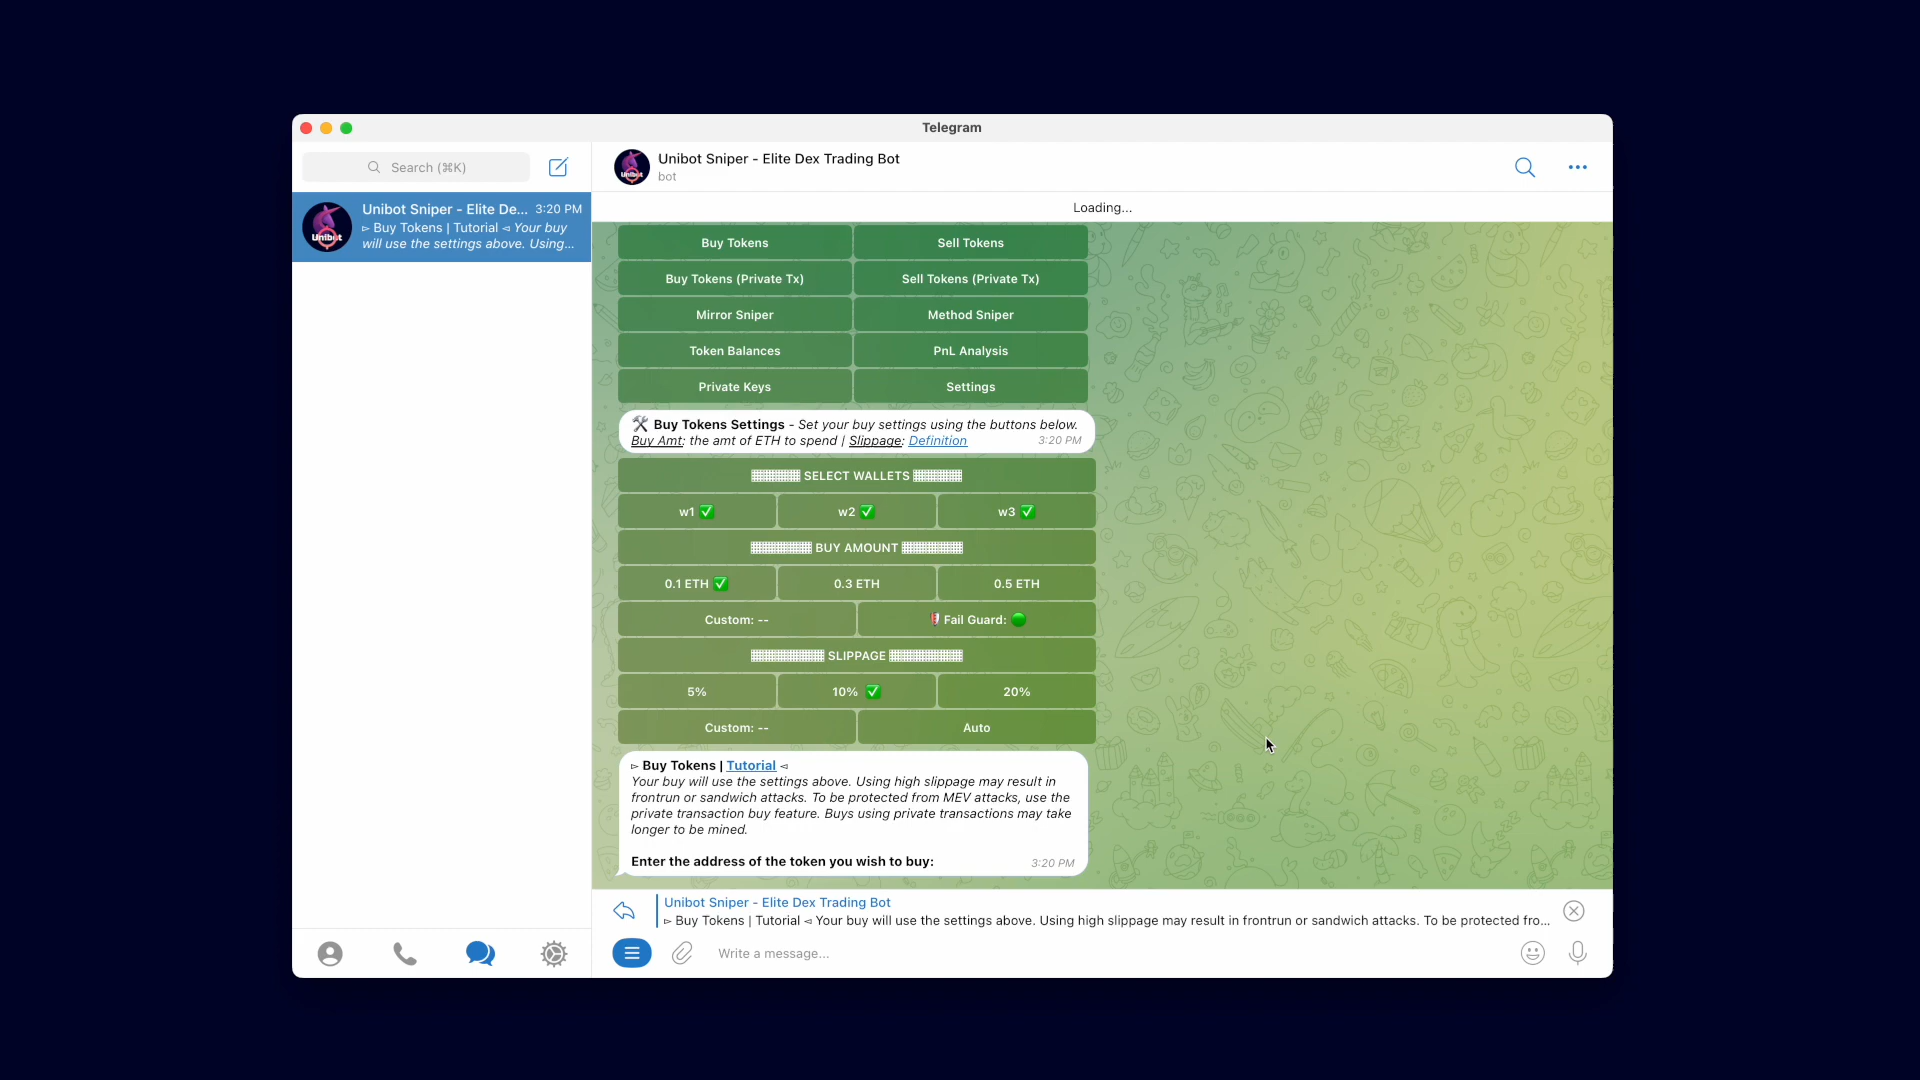 Telegram
Search (⌘K)
Unibot Sniper - Elite De... 3:20 PM
▻ Buy Tokens | Tutorial ◅ Your buy
will use the settings above. Using...
Unibot
Unibot Sniper - Elite Dex Trading Bot
bot
Unibot
Loading...
Buy Tokens Sell Tokens
Buy Tokens (Private Tx) Sell Tokens (Private Tx)
Mirror Sniper Method Sniper
Token Balances PnL Analysis
Private Keys Settings
🛠 Buy Tokens Settings - Set your buy settings using the buttons below.
Buy Amt: the amt of ETH to spend | Slippage: Definition 3:20 PM
▒▒▒▒ SELECT WALLETS ▒▒▒▒
w1 ✅ w2 ✅ w3 ✅
▒▒▒▒▒ BUY AMOUNT ▒▒▒▒▒
0.1 ETH ✅ 0.3 ETH 0.5 ETH
Custom: -- Fail Guard: 🟢
▒▒▒▒▒▒ SLIPPAGE ▒▒▒▒▒▒
5% 10% ✅ 20%
Custom: -- Auto
▻ Buy Tokens | Tutorial ◅
Your buy will use the settings above. Using high slippage may result in
frontrun or sandwich attacks. To be protected from MEV attacks, use the
private transaction buy feature. Buys using private transactions may take
longer to be mined.
Enter the address of the token you wish to buy: 3:20 PM
Unibot Sniper - Elite Dex Trading Bot
▻ Buy Tokens | Tutorial ◅ Your buy will use the settings above. Using high slippage may result in frontrun or sandwich attacks. To be protected fro...
Write a message...